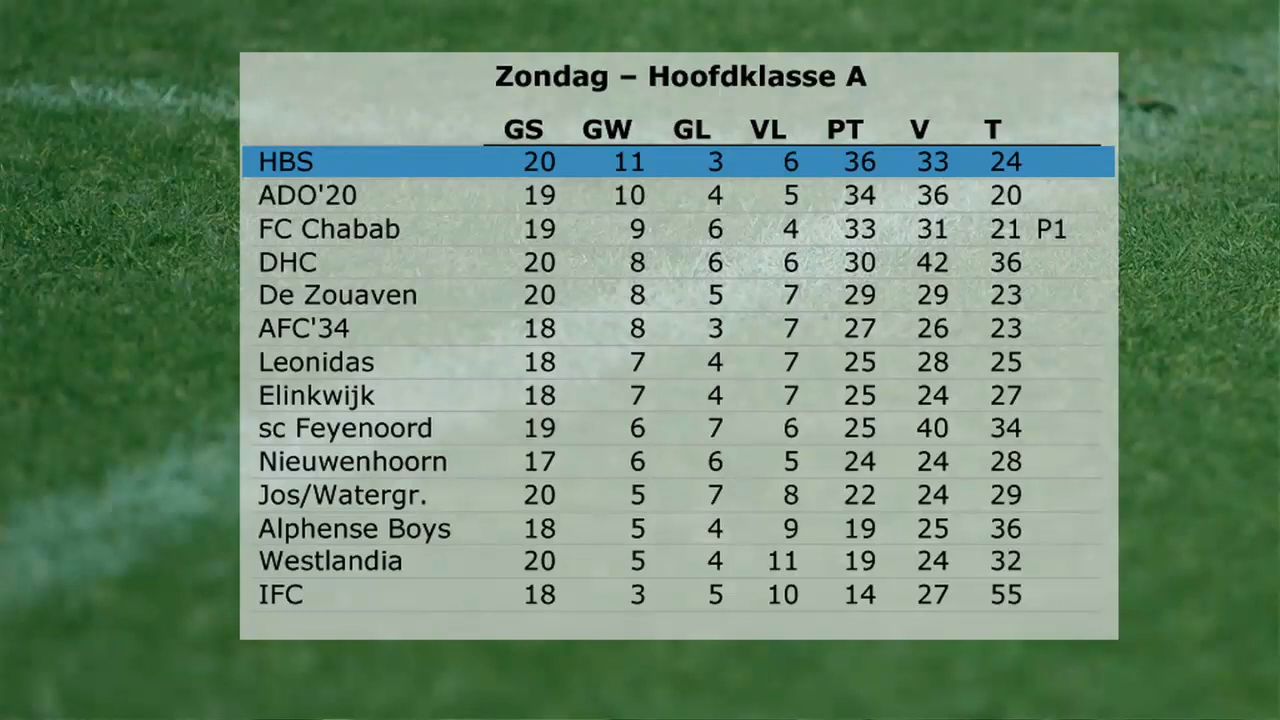 Zondag – Hoofdklasse A
GS GW GL VL PT V T
HBS 20 11 3 6 36 33 24
ADO'20 19 10 4 5 34 36 20
FC Chabab 19 9 6 4 33 31 21 P1
DHC 20 8 6 6 30 42 36
De Zouaven 20 8 5 7 29 29 23
AFC'34 18 8 3 7 27 26 23
Leonidas 18 7 4 7 25 28 25
Elinkwijk 18 7 4 7 25 24 27
sc Feyenoord 19 6 7 6 25 40 34
Nieuwenhoorn 17 6 6 5 24 24 28
Jos/Watergr. 20 5 7 8 22 24 29
Alphense Boys 18 5 4 9 19 25 36
Westlandia 20 5 4 11 19 24 32
IFC 18 3 5 10 14 27 55